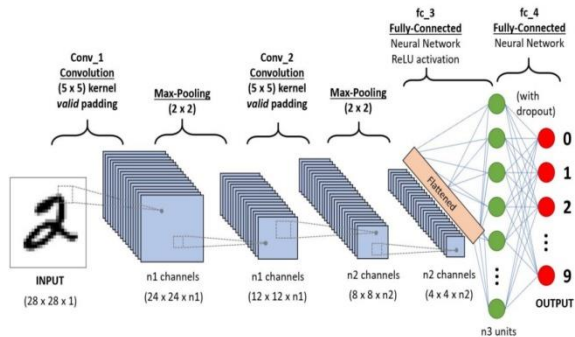 fc_3
Fully-Connected
Neural Network
ReLU activation
fc_4
Fully-Connected
Neural Network
Conv_1
Convolution
(5 x 5) kernel
valid padding
Max-Pooling
(2 x 2)
Conv_2
Convolution
(5 x 5) kernel
valid padding
Max-Pooling
(2 x 2)
(with
dropout)
Flattened
0
1
2
9
2
INPUT
(28 x 28 x 1)
n1 channels
(24 x 24 x n1)
n1 channels
(12 x 12 x n1)
n2 channels
(8 x 8 x n2)
n2 channels
(4 x 4 x n2)
n3 units
OUTPUT